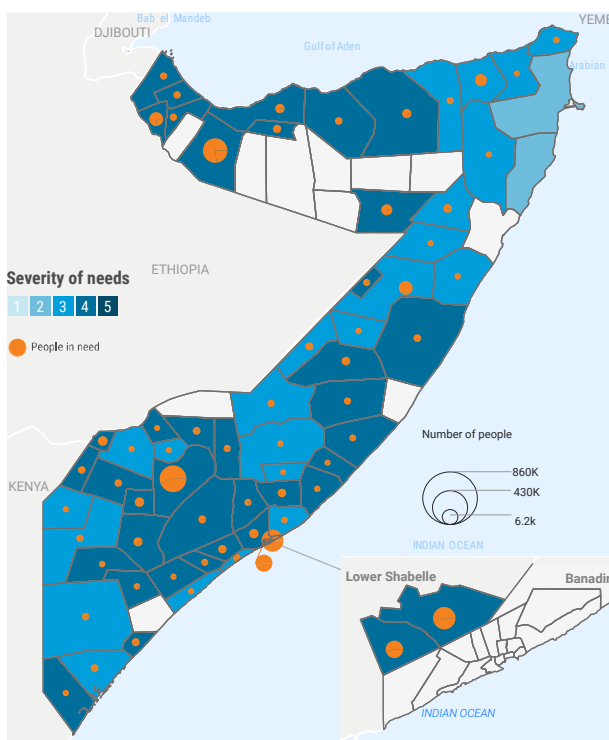 Bab el Mandeb
YEME
DJIBOUTI
Gulf of Aden
Arabian
ETHIOPIA
Severity of needs
1 2 3 4 5
People in need
Number of people
860K
430K
6.2k
KENYA
INDIAN OCEAN
Lower Shabelle
Banadir
INDIAN OCEAN